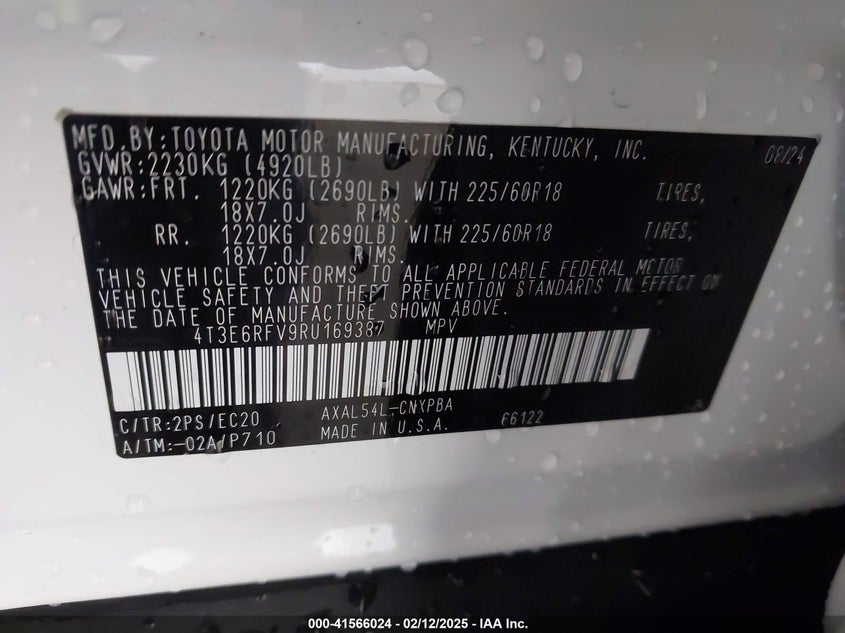 MFD.BY:TOYOTA MOTOR MANUFACTURING, KENTUCKY, INC. 08/24
GVWR:2230KG (4920LB)
GAWR:FRT. 1220KG (2690LB) WITH 225/60R18 TIRES,
18X7.0J RIMS.
RR. 1220KG (2690LB) WITH 225/60R18 TIRES,
18X7.0J RIMS.
THIS VEHICLE CONFORMS TO ALL APPLICABLE FEDERAL MOTOR
VEHICLE SAFETY AND THEFT PREVENTION STANDARDS IN EFFECT ON
THE DATE OF MANUFACTURE SHOWN ABOVE.
4T3E6RFV9RU169387 MPV
C/TR:2PS/EC20 AXAL54L-CNXPBA 66122
A/TM:-02A/P710 MADE IN U.S.A.
000-41566024 - 02/12/2025 - IAA Inc.